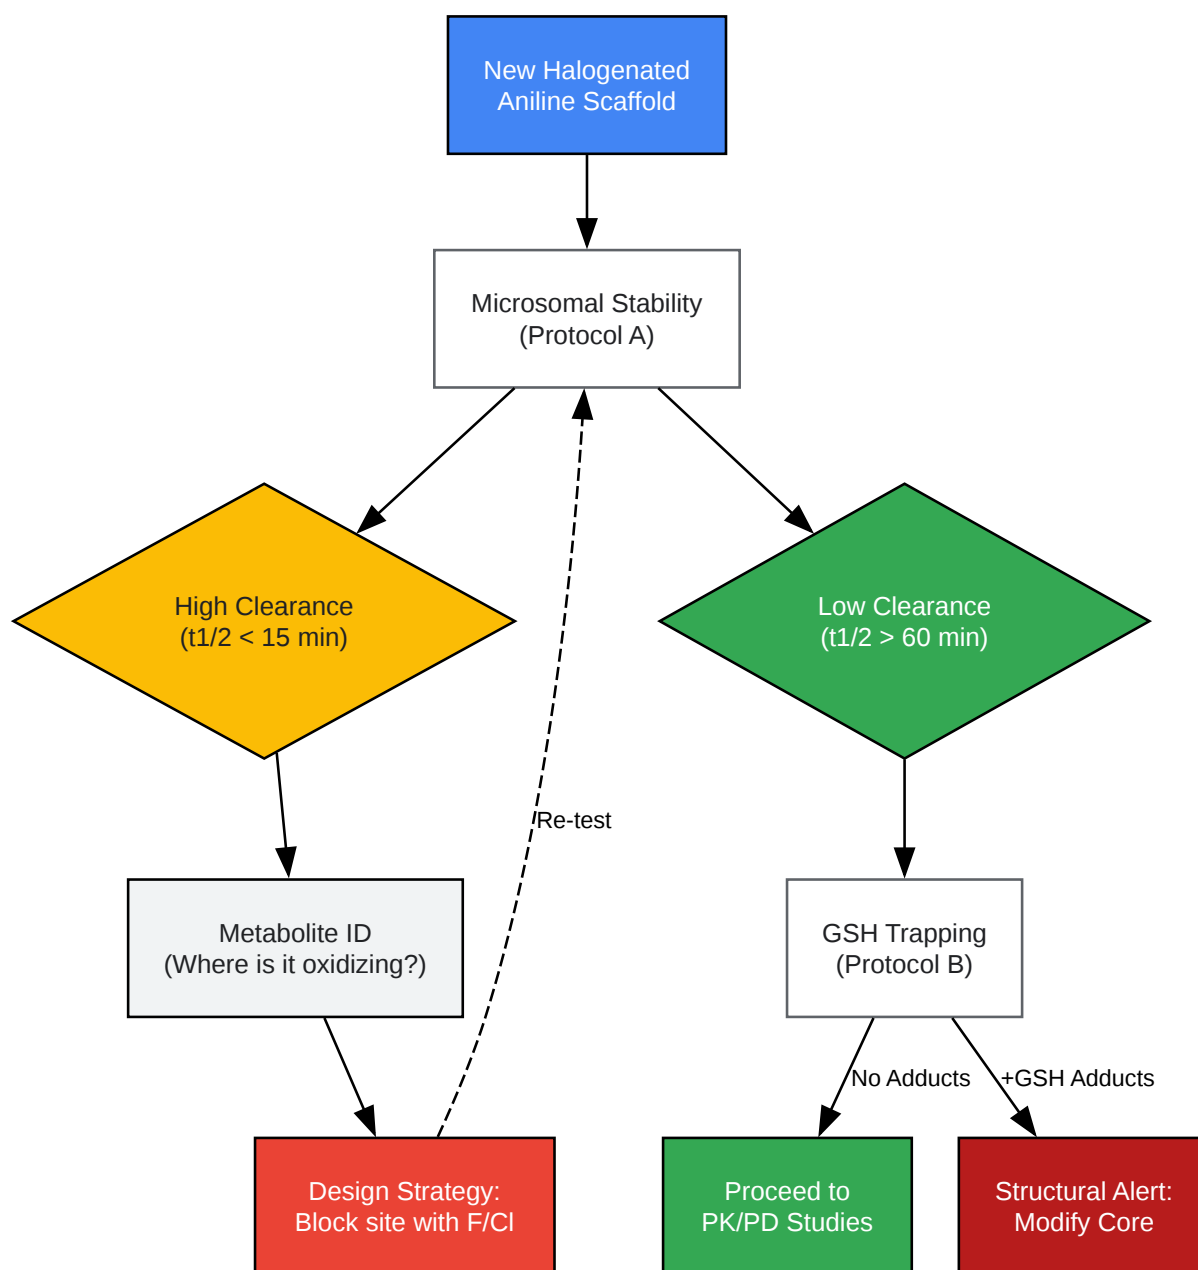 New Halogenated
Aniline Scaffold
Microsomal Stability
(Protocol A)
High Clearance
(t1/2 < 15 min)
Low Clearance
(t1/2 > 60 min)
Re-test
Metabolite ID
(Where is it oxidizing?)
GSH Trapping
(Protocol B)
No Adducts
+GSH Adducts
Design Strategy:
Block site with F/Cl
Proceed to
PK/PD Studies
Structural Alert:
Modify Core